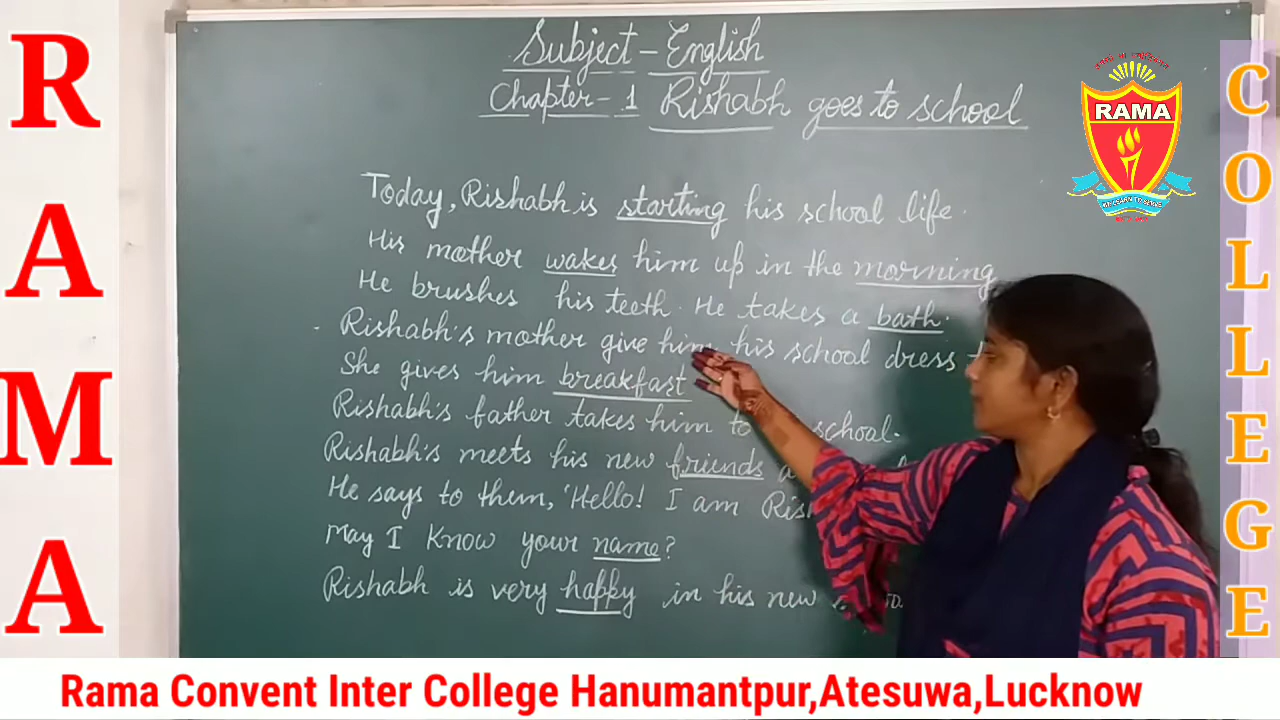 RAMA
COLLEGE
Subject - English
Chapter - 1 Rishabh goes to school
RAMA
Today, Rishabh is starting his school life.
His mother wakes him up in the morning
He brushes his teeth. He takes a bath.
Rishabh's mother give him his school dress
She gives him breakfast
Rishabh's father takes him to school.
Rishabh's meets his new friends
He says to them, 'Hello! I am
May I know your name?
Rishabh is very happy in his new
Rama Convent Inter College Hanumantpur,Atesuwa,Lucknow